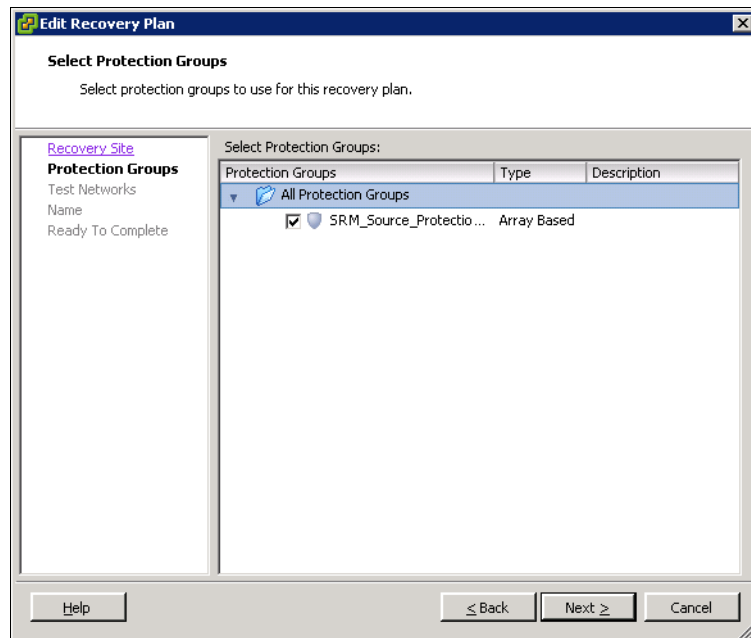 Edit Recovery Plan
Select Protection Groups
Select protection groups to use for this recovery plan.
Recovery Site
Protection Groups
Test Networks
Name
Ready To Complete
Select Protection Groups:
Protection Groups Type Description
All Protection Groups
SRM_Source_Protectio... Array Based
Help < Back Next > Cancel